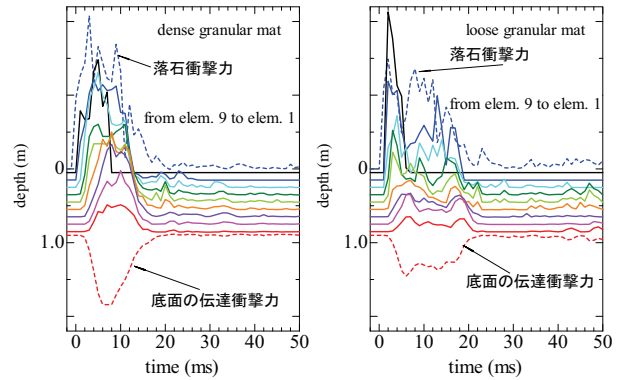 dense granular mat
落石衝撃力
from elem. 9 to elem. 1
0
depth (m)
1.0
底面の伝達衝撃力
0 10 20 30 40 50
time (ms)
loose granular mat
落石衝撃力
from elem. 9 to elem. 1
0
depth (m)
1.0
底面の伝達衝撃力
0 10 20 30 40 50
time (ms)